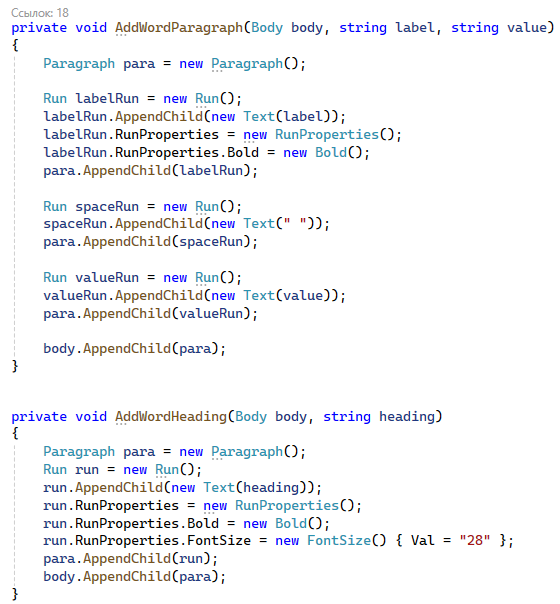 Ссылок: 18
private void AddWordParagraph(Body body, string label, string value)
{
    Paragraph para = new Paragraph();

    Run labelRun = new Run();
    labelRun.AppendChild(new Text(label));
    labelRun.RunProperties = new RunProperties();
    labelRun.RunProperties.Bold = new Bold();
    para.AppendChild(labelRun);

    Run spaceRun = new Run();
    spaceRun.AppendChild(new Text(" "));
    para.AppendChild(spaceRun);

    Run valueRun = new Run();
    valueRun.AppendChild(new Text(value));
    para.AppendChild(valueRun);

    body.AppendChild(para);
}

private void AddWordHeading(Body body, string heading)
{
    Paragraph para = new Paragraph();
    Run run = new Run();
    run.AppendChild(new Text(heading));
    run.RunProperties = new RunProperties();
    run.RunProperties.Bold = new Bold();
    run.RunProperties.FontSize = new FontSize() { Val = "28" };
    para.AppendChild(run);
    body.AppendChild(para);
}